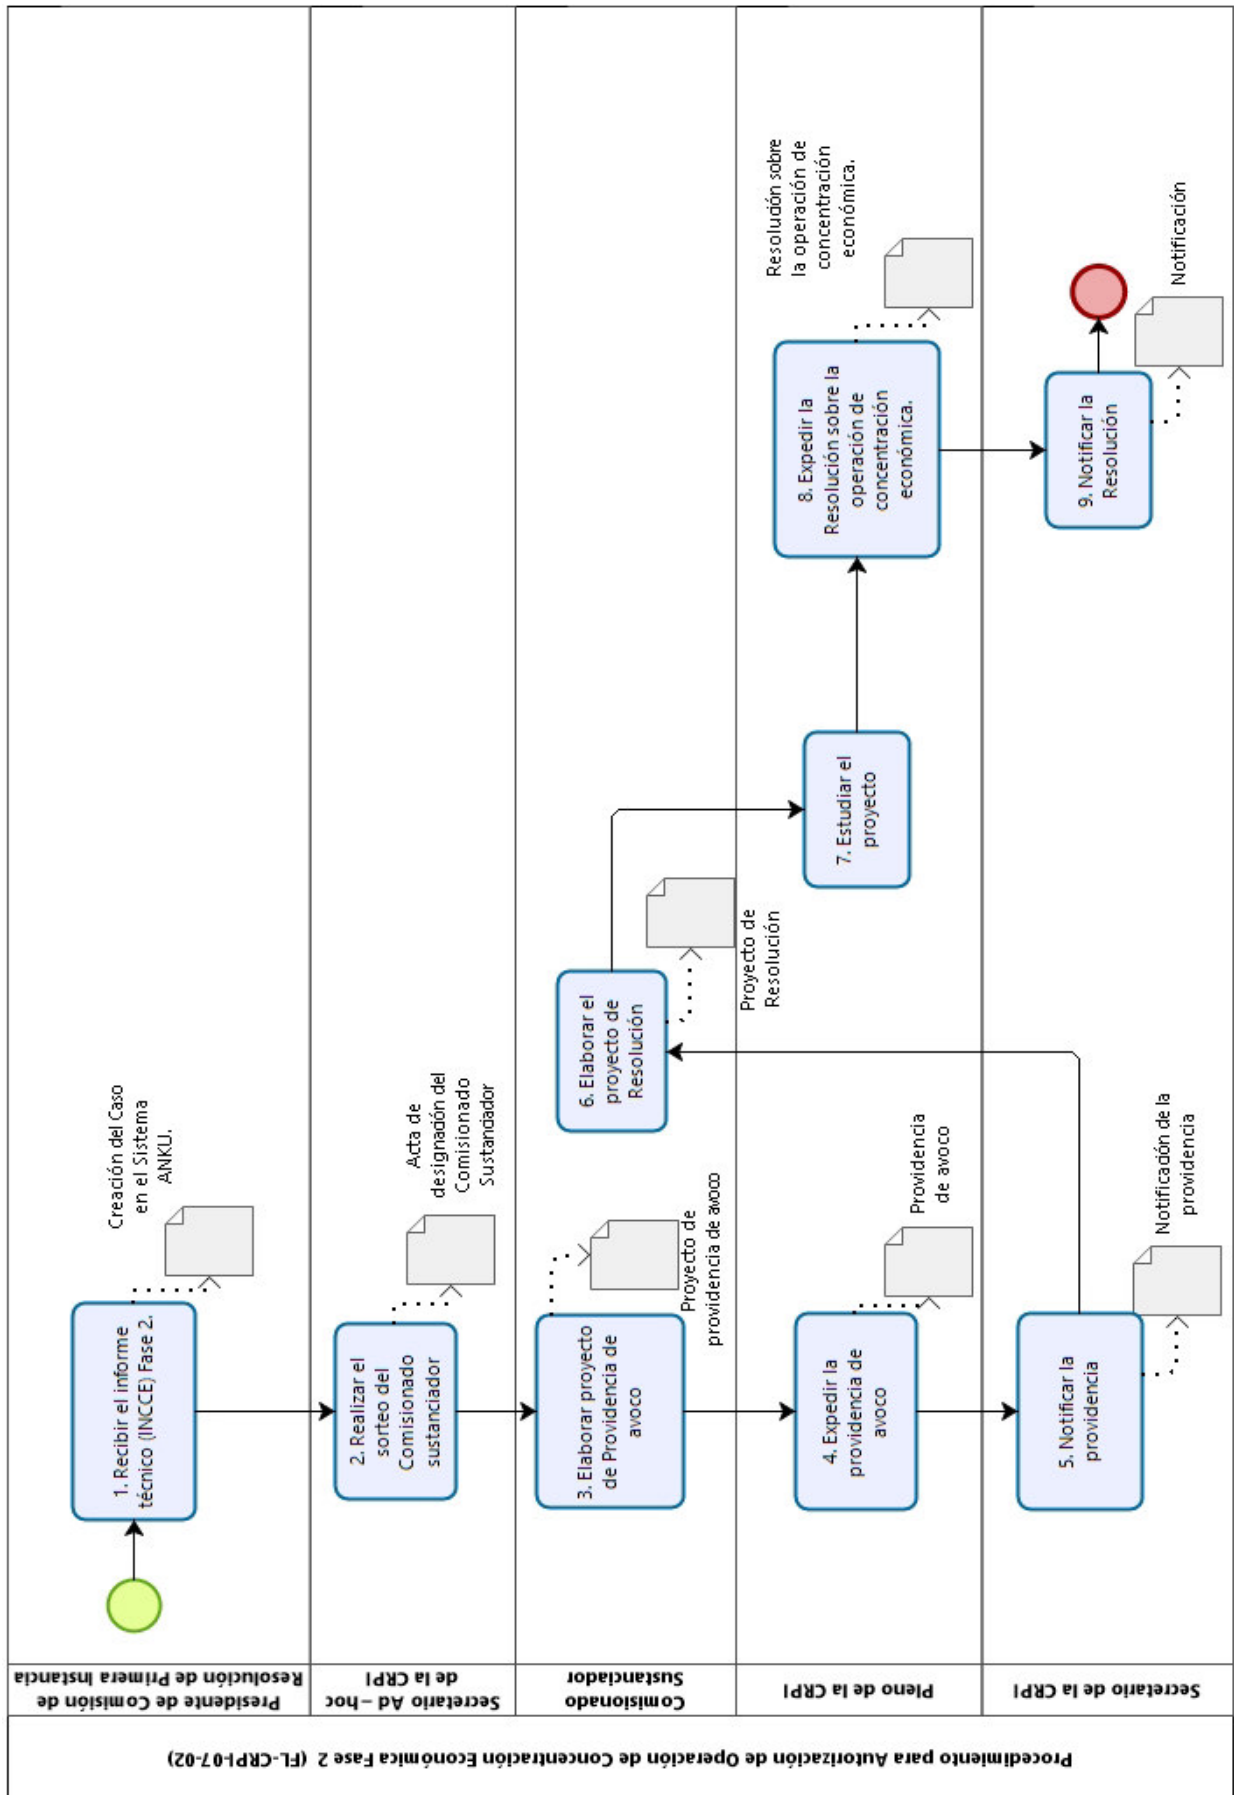 Procedimiento para Autorización de Operación de Concentración Económica Fase 2  (FL-CRPI-07-02)
Presidente de Comisión de
Resolución de Primera Instancia
1. Recibir el informe
técnico (INCCE) Fase 2.
Creación del Caso
en el Sistema
ANKU.
Secretario Ad – hoc
de la CRPI
2. Realizar el
sorteo del
Comisionado
sustanciador
Acta de
designación del
Comisionado
Sustanciador
Comisionado
Sustanciador
3. Elaborar proyecto
de Providencia de
avoco
Proyecto de
providencia de avoco
6. Elaborar el
proyecto de
Resolución
Proyecto de
Resolución
Pleno de la CRPI
4. Expedir la
providencia de
avoco
Providencia
de avoco
7. Estudiar el
proyecto
8. Expedir la
Resolución sobre la
operación de
concentración
económica.
Resolución sobre
la operación de
concentración
económica.
Secretario de la CRPI
5. Notificar la
providencia
Notificación de la
providencia
9. Notificar la
Resolución
Notificación